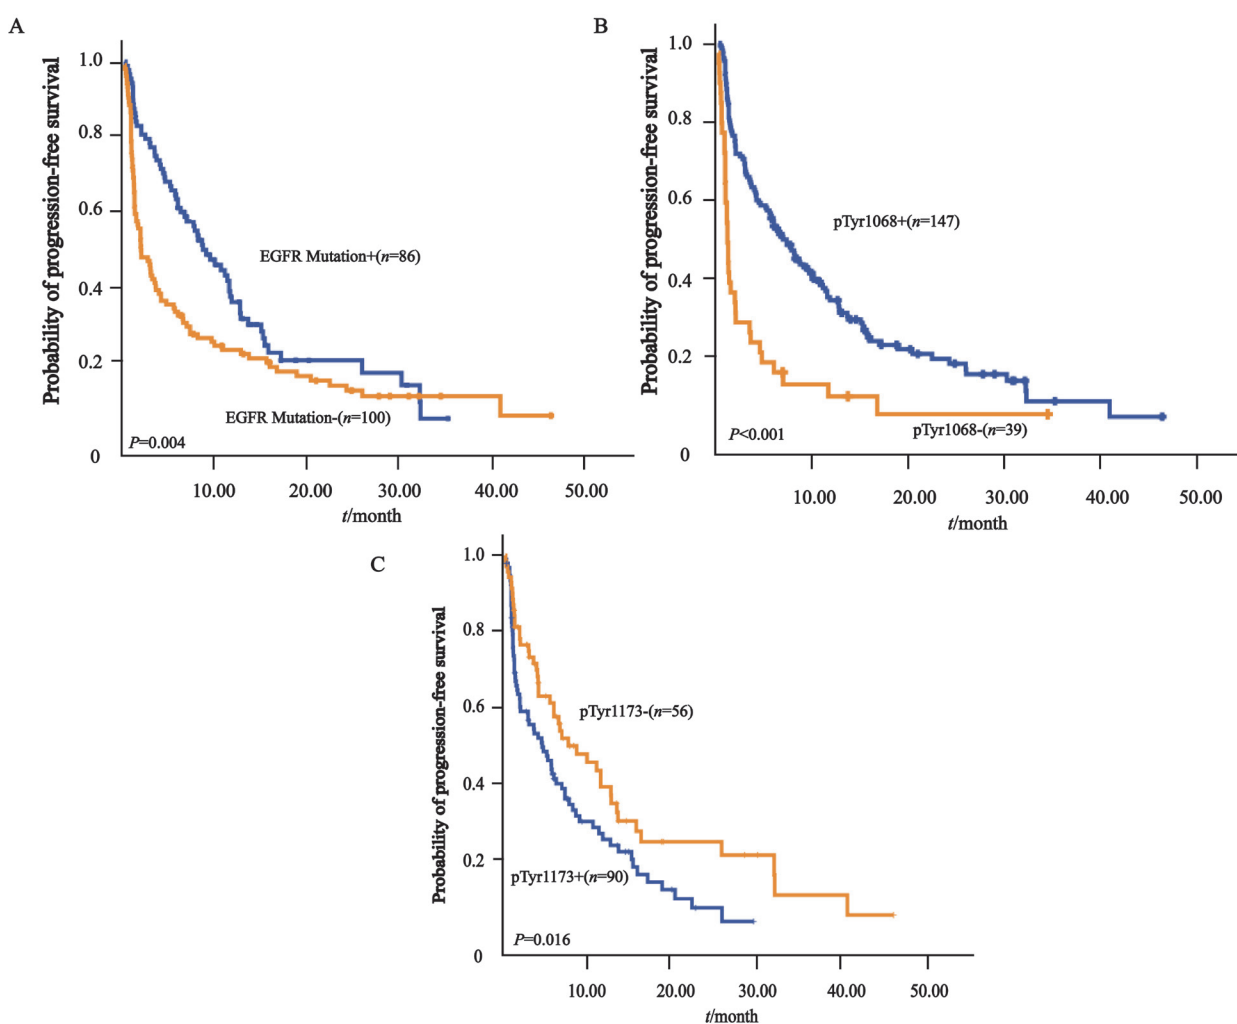 A
Probability of progression-free survival
1.0
0.8
0.6
0.4
0.2
0
EGFR Mutation+(n=86)
EGFR Mutation-(n=100)
P=0.004
10.00 20.00 30.00 40.00 50.00
t/month
B
Probability of progression-free survival
1.0
0.8
0.6
0.4
0.2
0
pTyr1068+(n=147)
pTyr1068-(n=39)
P<0.001
10.00 20.00 30.00 40.00 50.00
t/month
C
Probability of progression-free survival
1.0
0.8
0.6
0.4
0.2
0
pTyr1173-(n=56)
pTyr1173+(n=90)
P=0.016
10.00 20.00 30.00 40.00 50.00
t/month